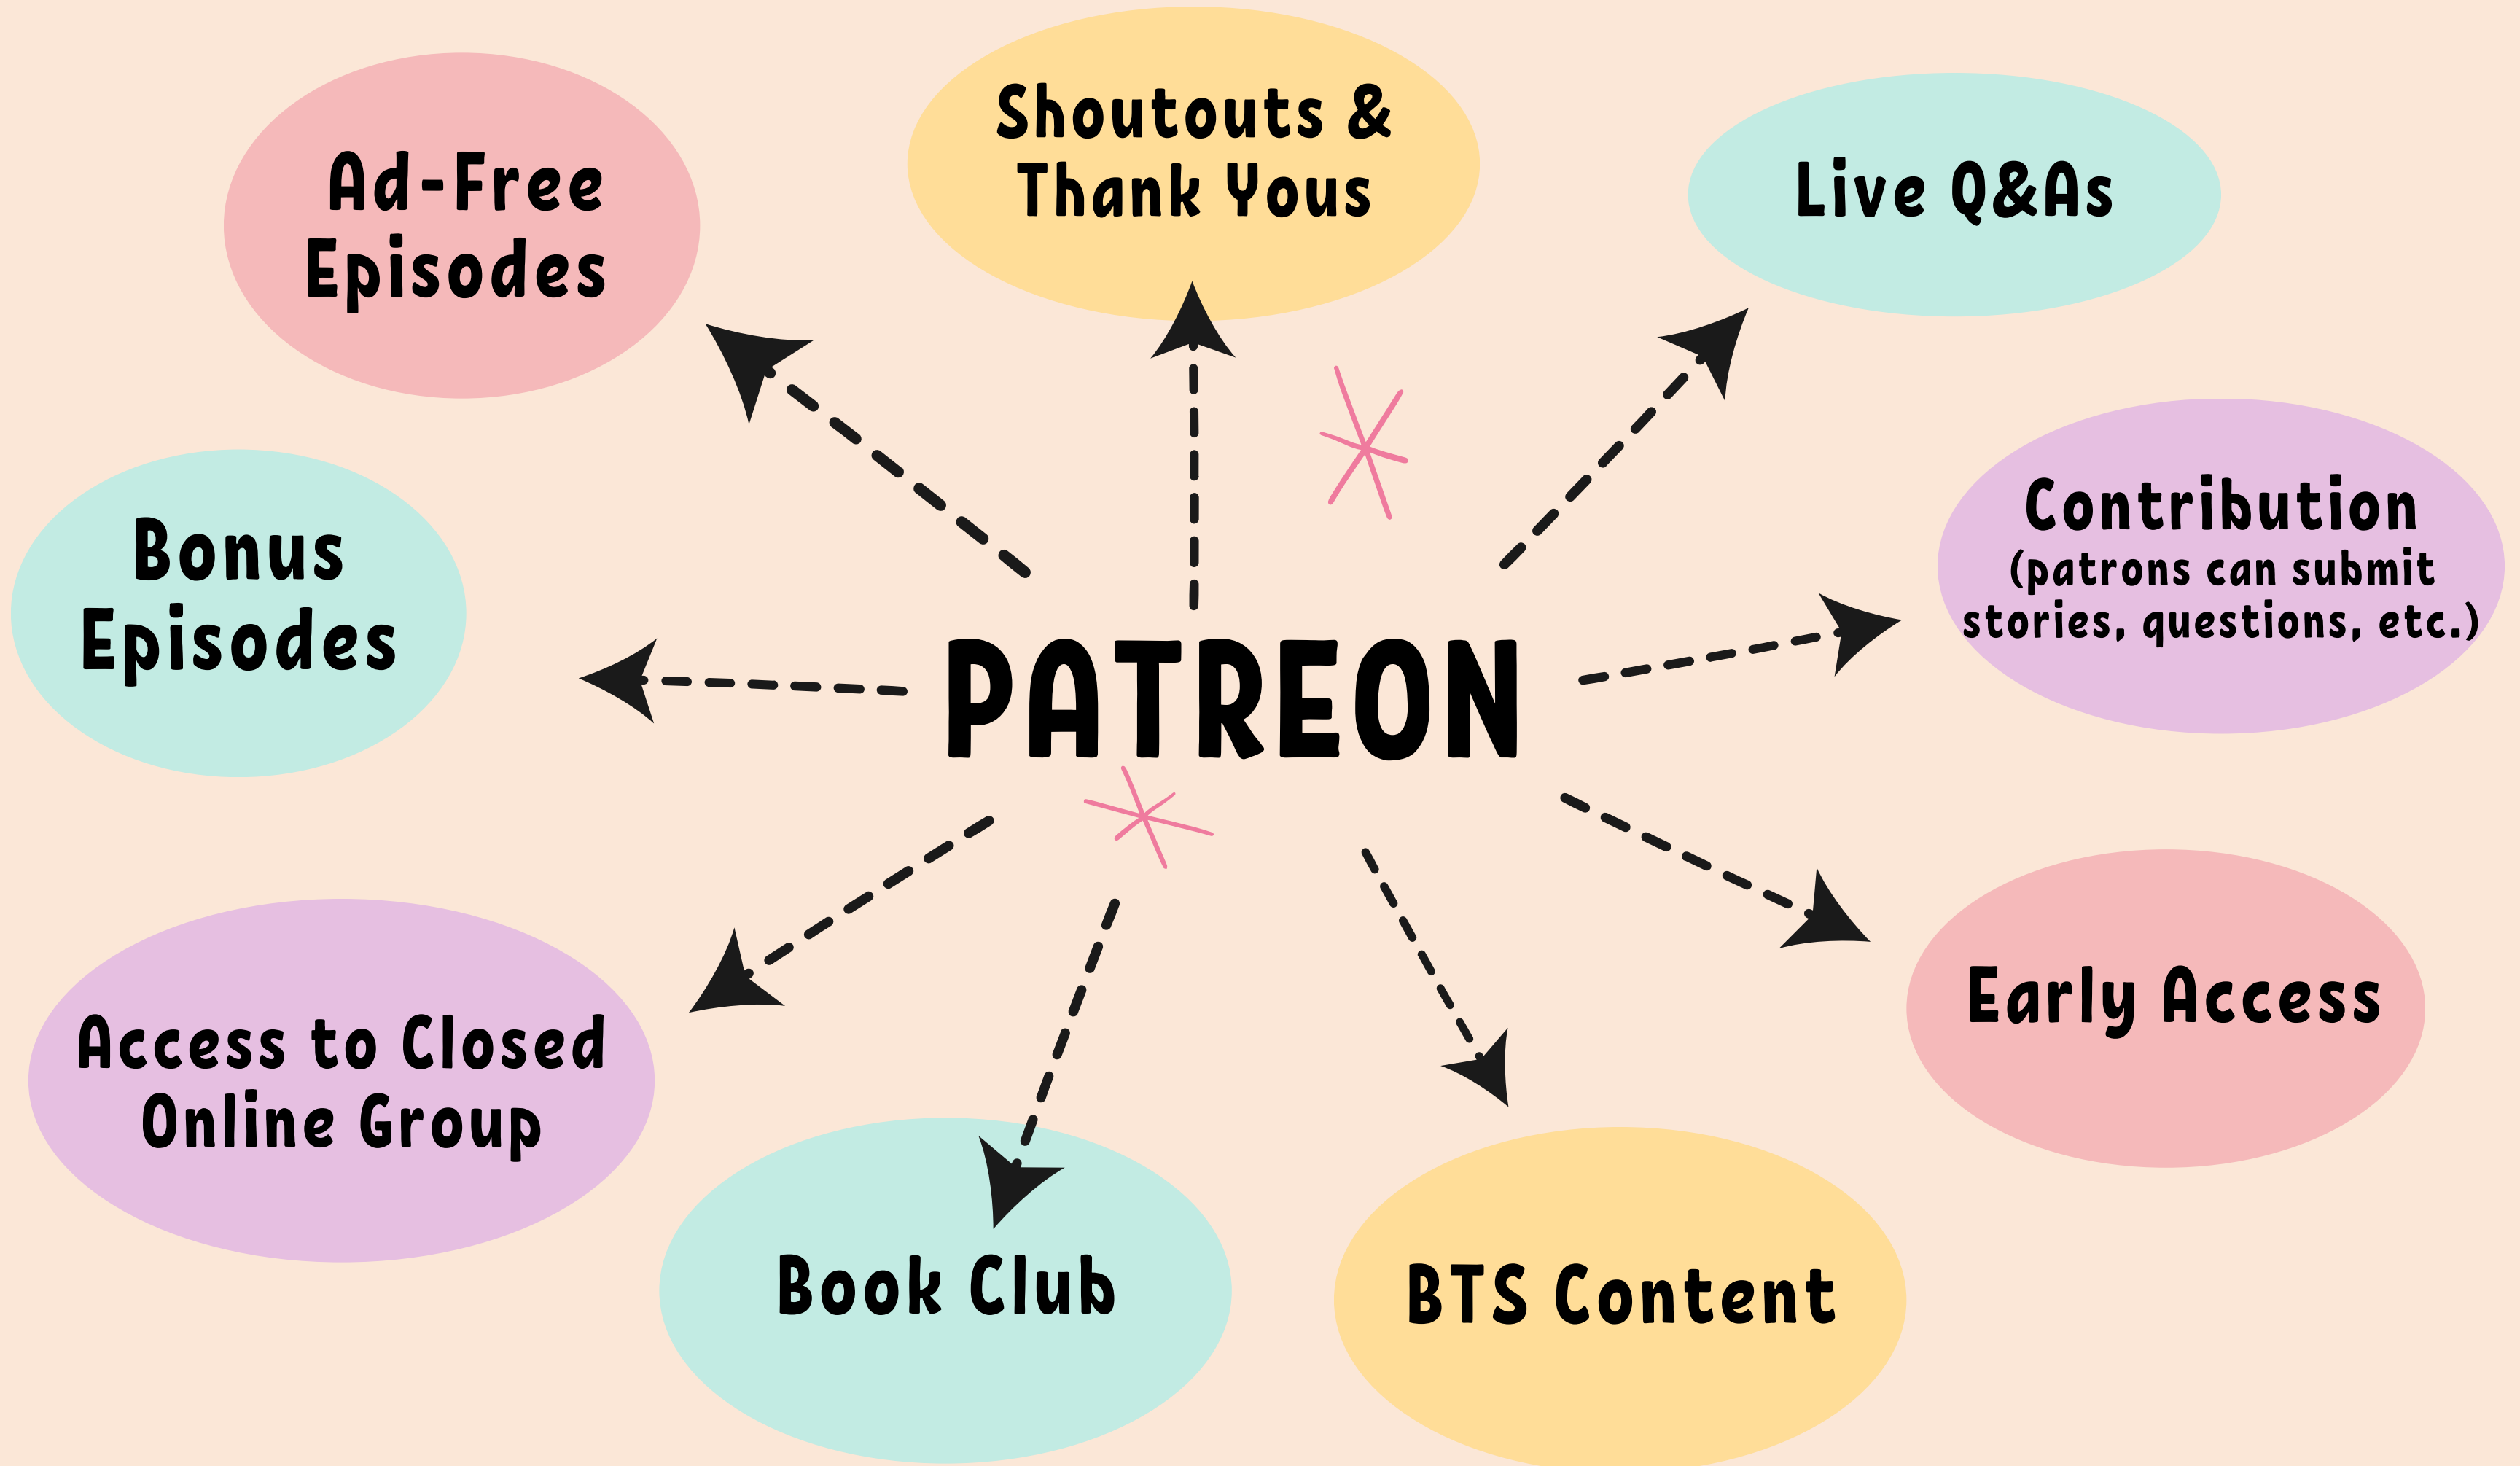 Shoutouts &
Thank Yous
Ad-Free
Episodes
Live Q&As
Bonus
Episodes
Contribution
(patrons can submit
stories, questions, etc.)
PATREON
Access to Closed
Online Group
Early Access
Book Club
BTS Content